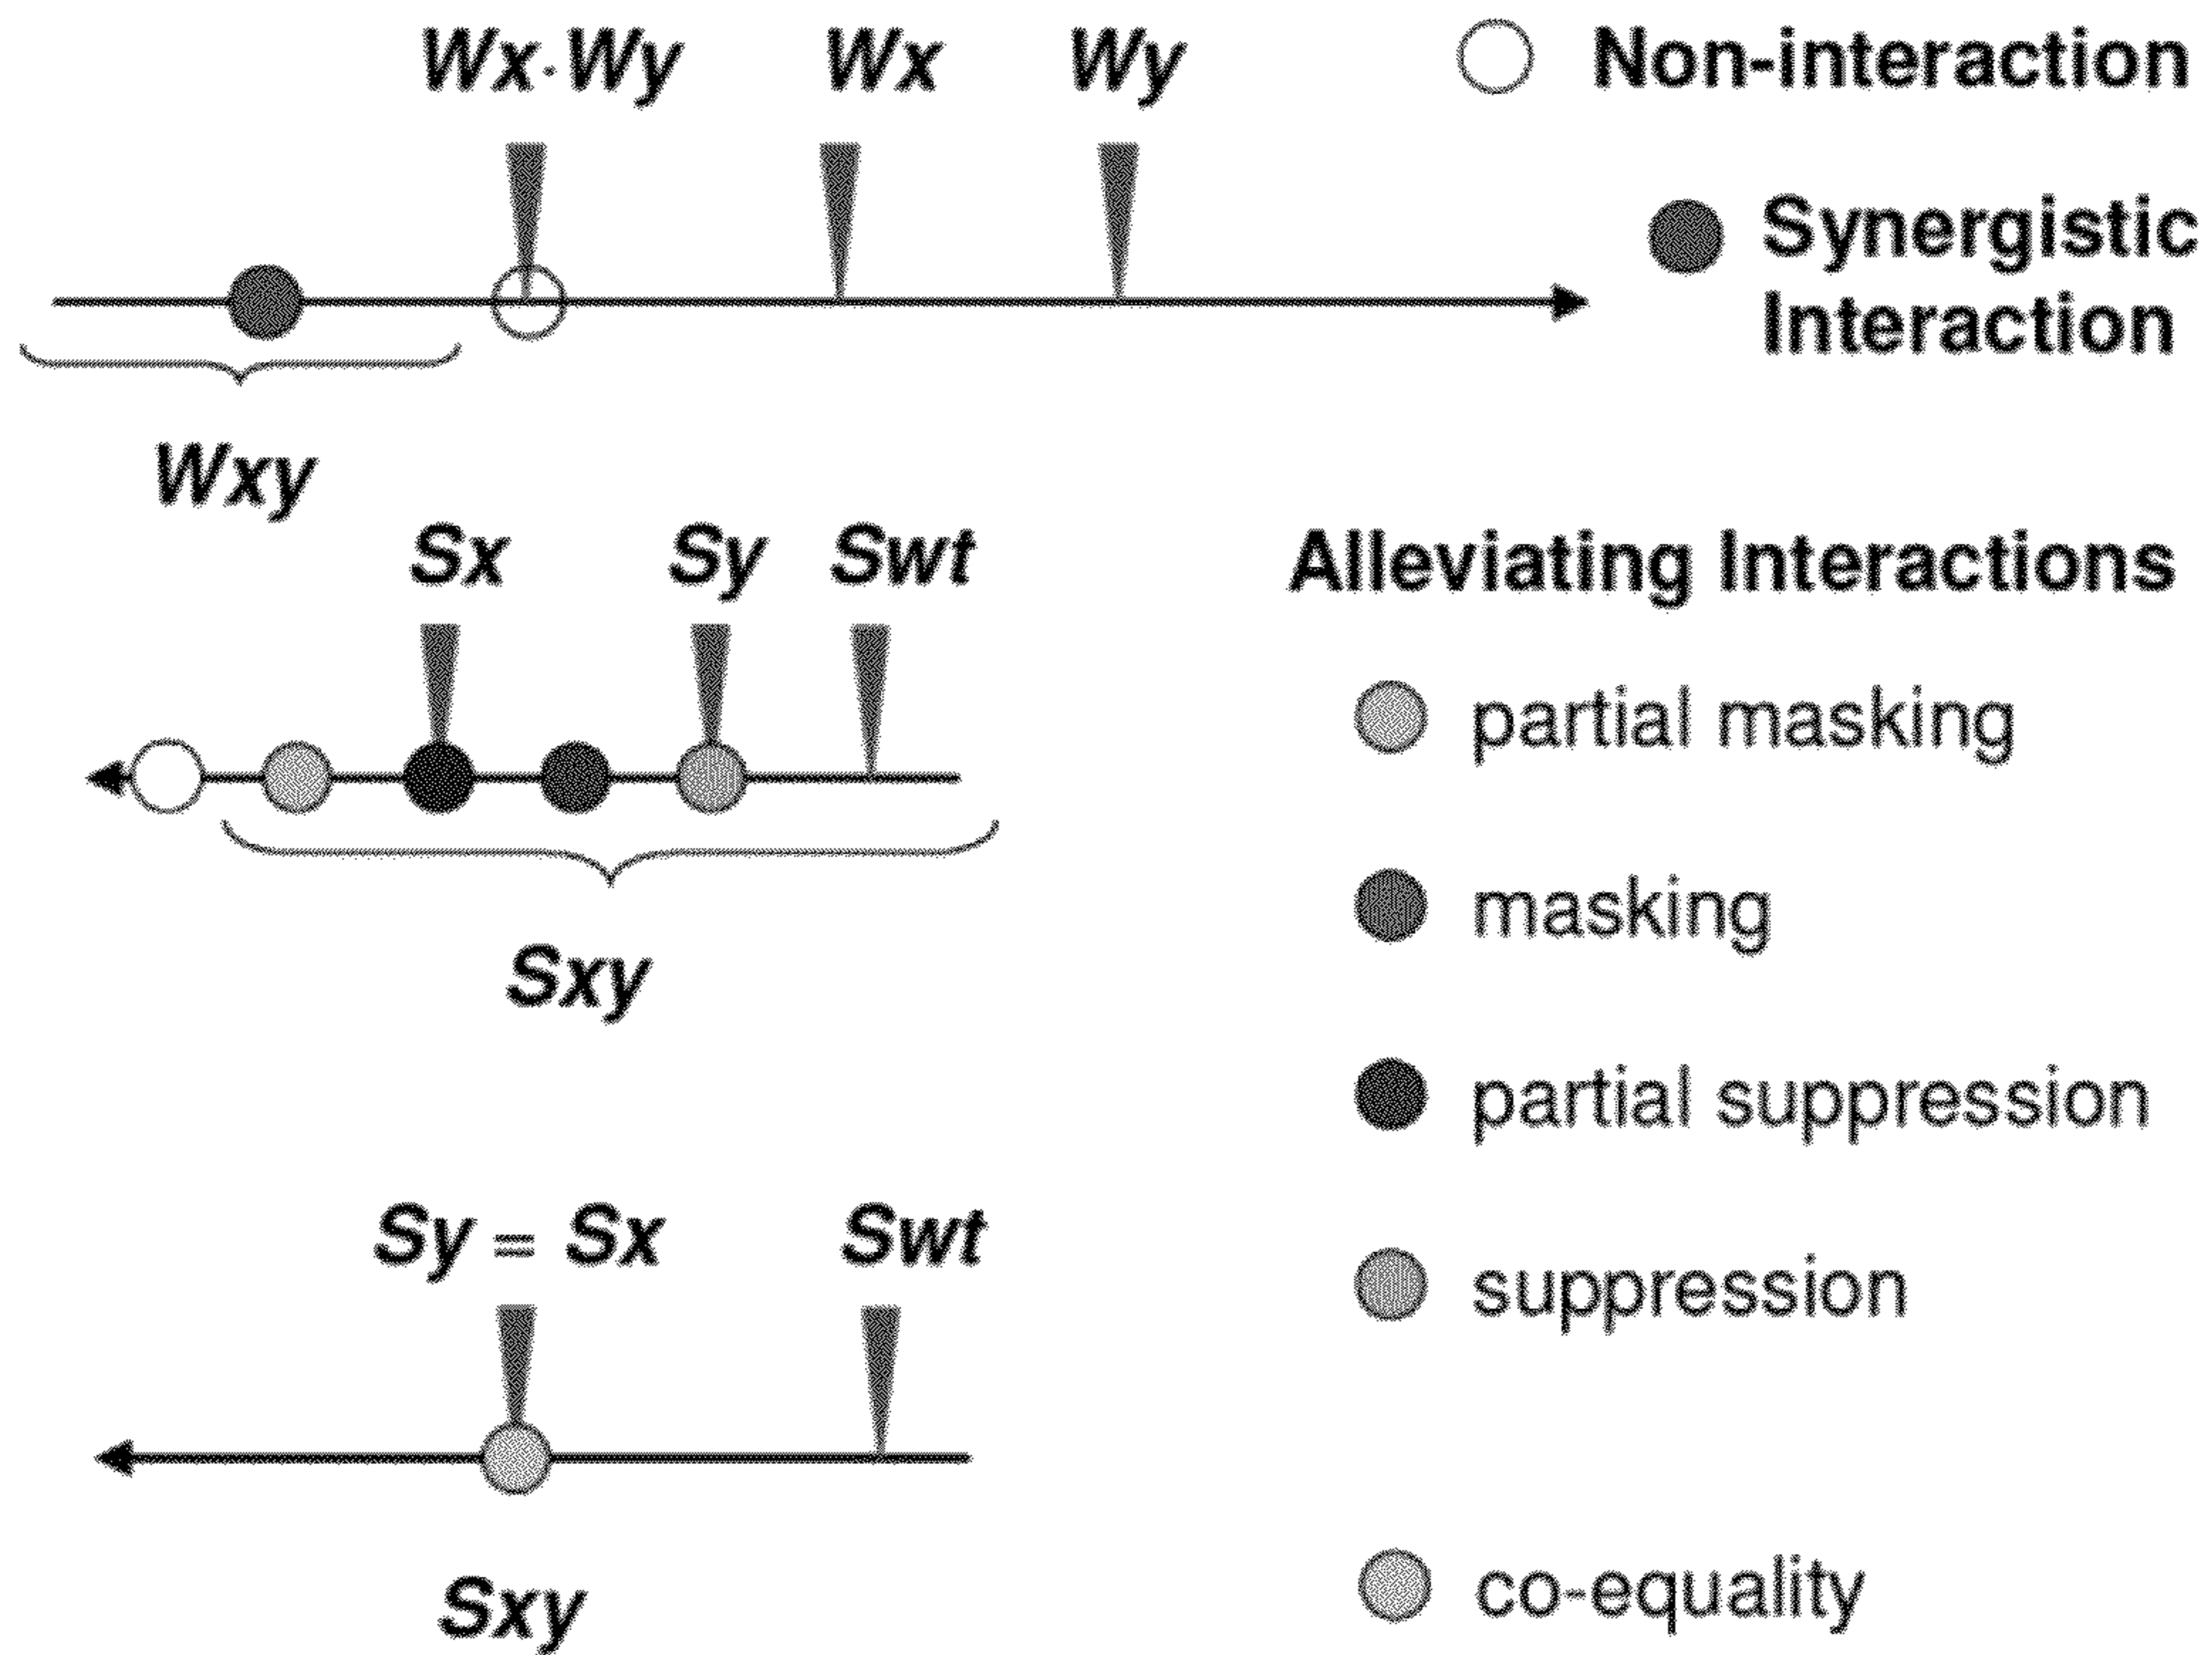 Wx·Wy Wx Wy
Non-interaction
Synergistic
Interaction
Wxy
Sx Sy Swt
Alleviating Interactions
partial masking
masking
Sxy
partial suppression
Sy = Sx Swt
suppression
co-equality
Sxy